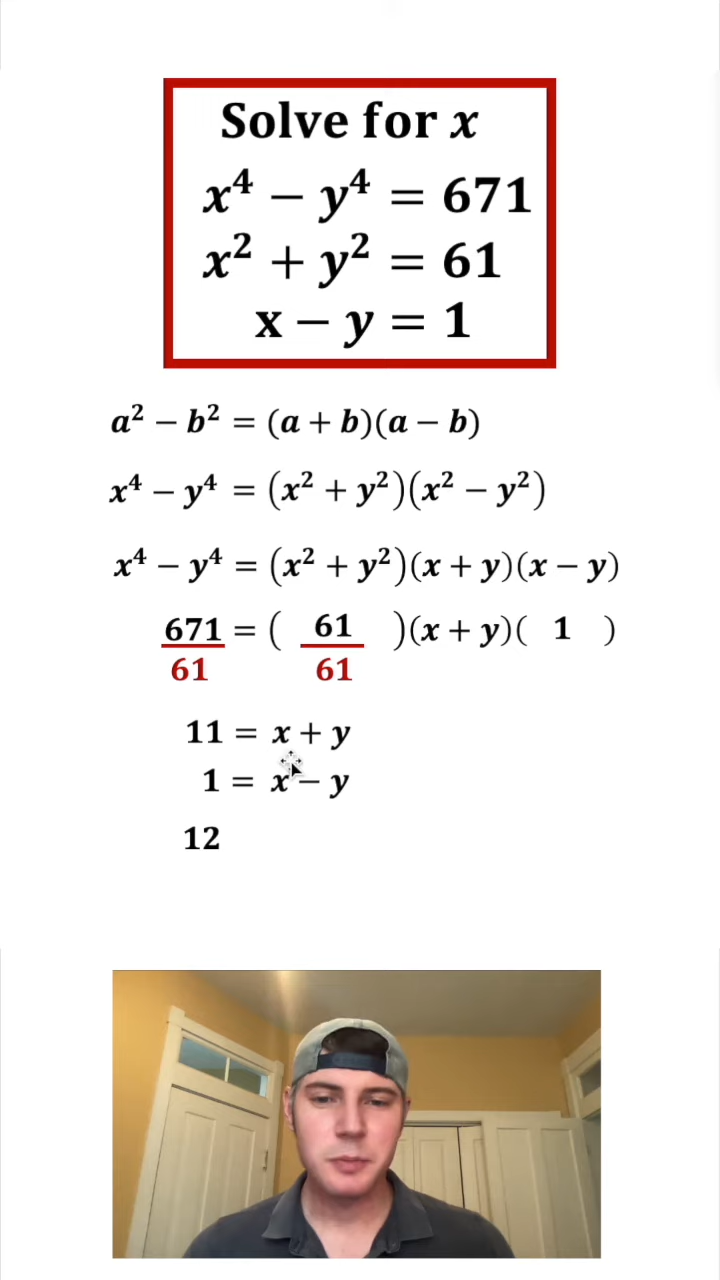 Solve for x
x⁴ − y⁴ = 671
x² + y² = 61
x − y = 1
a² − b² = (a + b)(a − b)
x⁴ − y⁴ = (x² + y²)(x² − y²)
x⁴ − y⁴ = (x² + y²)(x + y)(x − y)
671 = ( 61 )(x + y)( 1 )
61 61
11 = x + y
1 = x − y
12